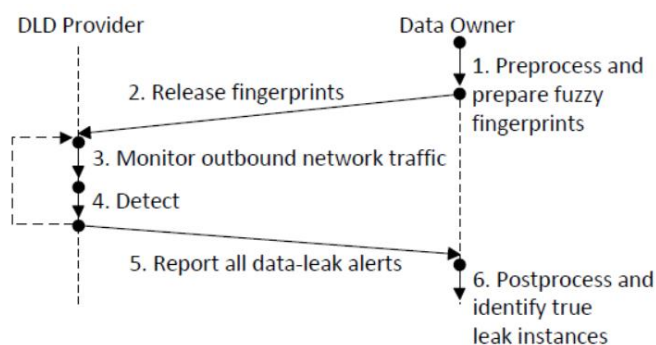 DLD Provider
Data Owner
1. Preprocess and
prepare fuzzy
fingerprints
2. Release fingerprints
3. Monitor outbound network traffic
4. Detect
5. Report all data-leak alerts
6. Postprocess and
identify true
leak instances